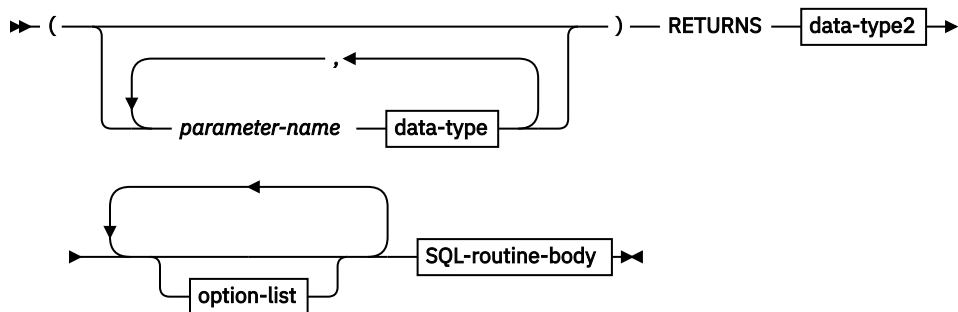 ( ) RETURNS data-type2
,
parameter-name data-type
SQL-routine-body
option-list